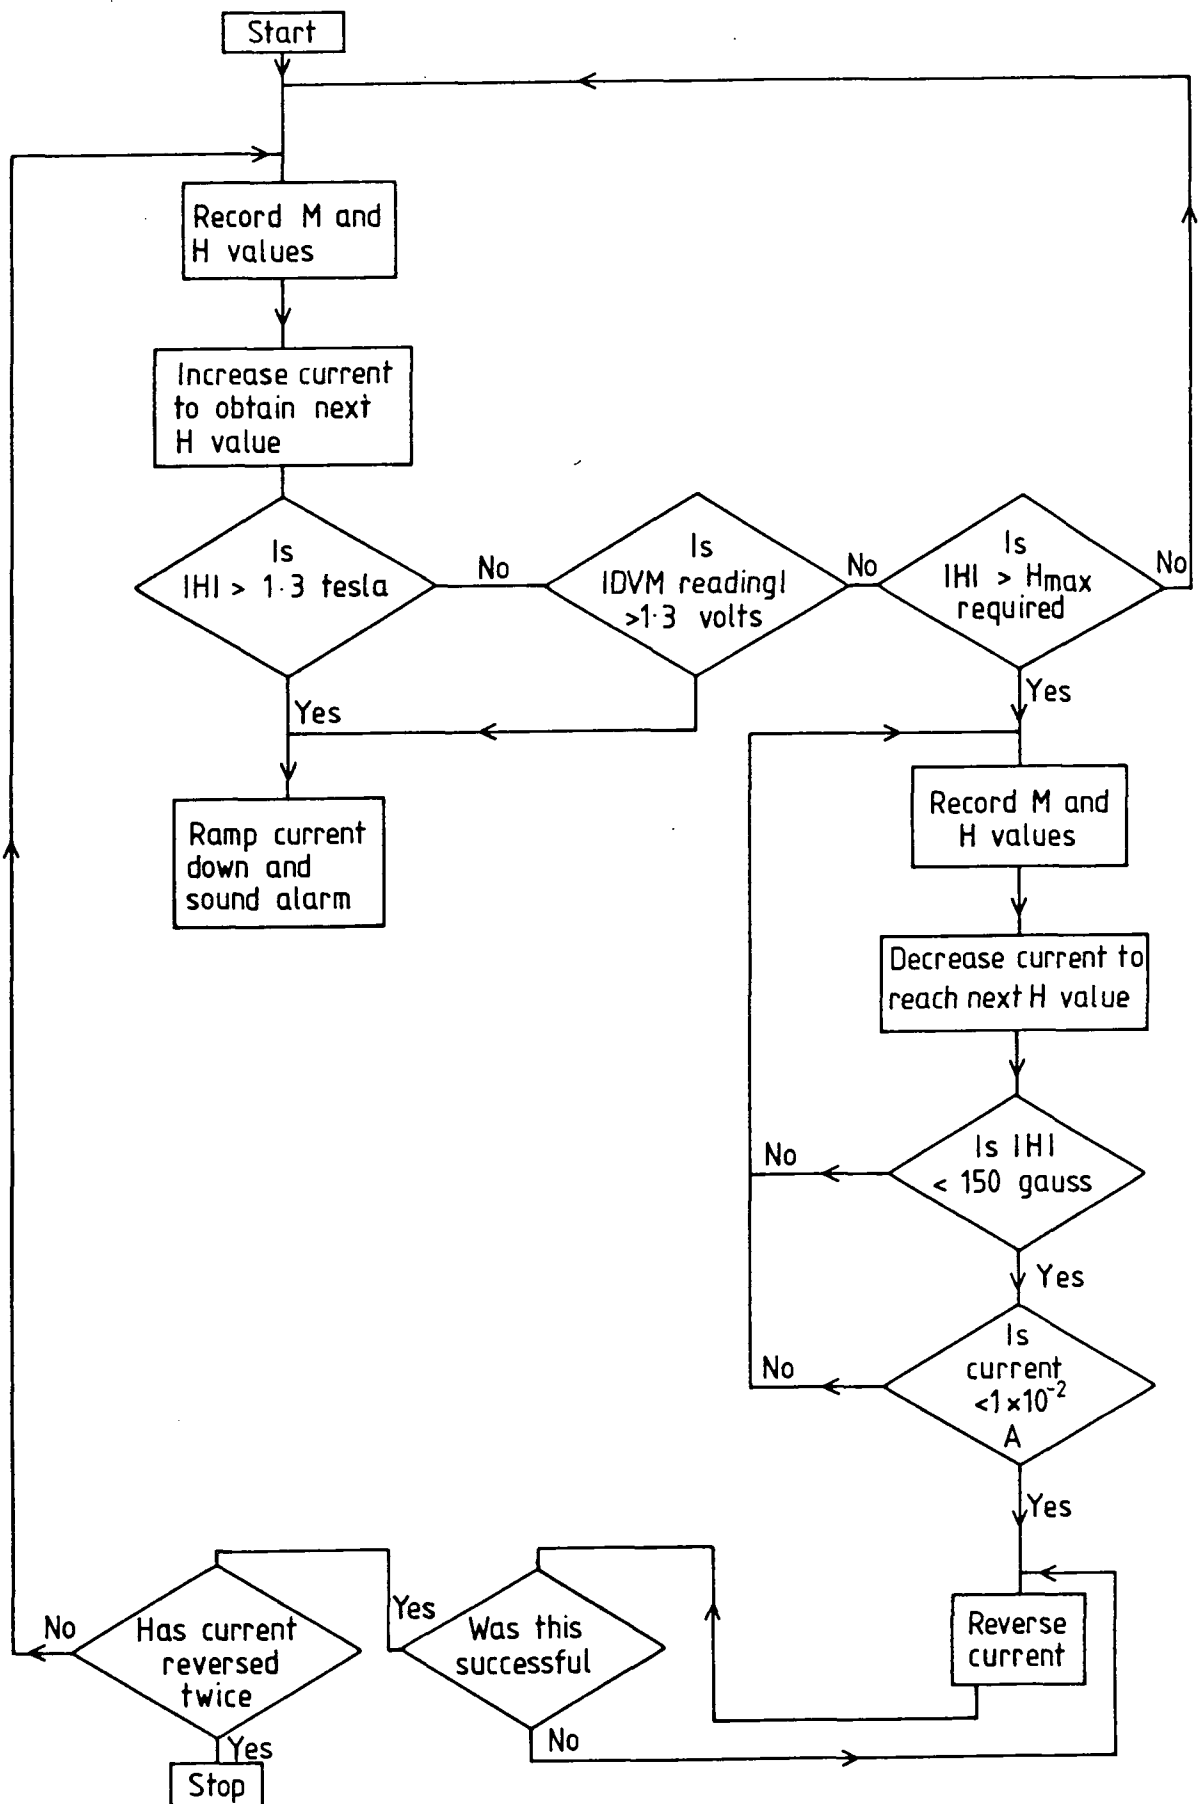 Start
Record M and
H values
Increase current
to obtain next
H value
Is
|H| > 1·3 tesla
No
Is
|DVM reading|
>1·3 volts
No
Is
|H| > Hmax
required
No
Yes
Yes
Ramp current
down and
sound alarm
Record M and
H values
Decrease current to
reach next H value
Is |H|
< 150 gauss
No
Yes
Is
current
<1×10⁻²
A
No
Yes
Reverse
current
Was this
successful
Yes
No
Has current
reversed
twice
No
Yes
Stop